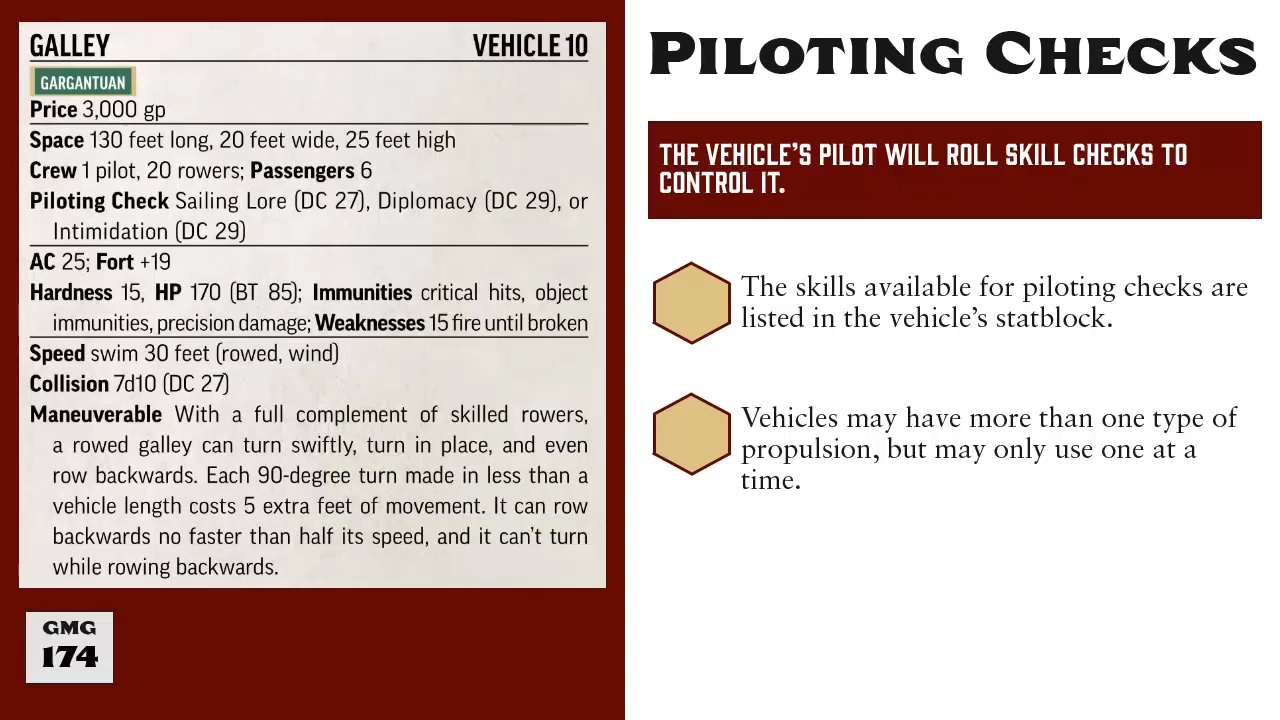 GALLEY VEHICLE 10
GARGANTUAN
Price 3,000 gp
Space 130 feet long, 20 feet wide, 25 feet high
Crew 1 pilot, 20 rowers; Passengers 6
Piloting Check Sailing Lore (DC 27), Diplomacy (DC 29), or
Intimidation (DC 29)
AC 25; Fort +19
Hardness 15, HP 170 (BT 85); Immunities critical hits, object
immunities, precision damage; Weaknesses 15 fire until broken
Speed swim 30 feet (rowed, wind)
Collision 7d10 (DC 27)
Maneuverable With a full complement of skilled rowers,
a rowed galley can turn swiftly, turn in place, and even
row backwards. Each 90-degree turn made in less than a
vehicle length costs 5 extra feet of movement. It can row
backwards no faster than half its speed, and it can't turn
while rowing backwards.
GMG
174
PILOTING CHECKS
THE VEHICLE'S PILOT WILL ROLL SKILL CHECKS TO
CONTROL IT.
The skills available for piloting checks are
listed in the vehicle's statblock.
Vehicles may have more than one type of
propulsion, but may only use one at a
time.